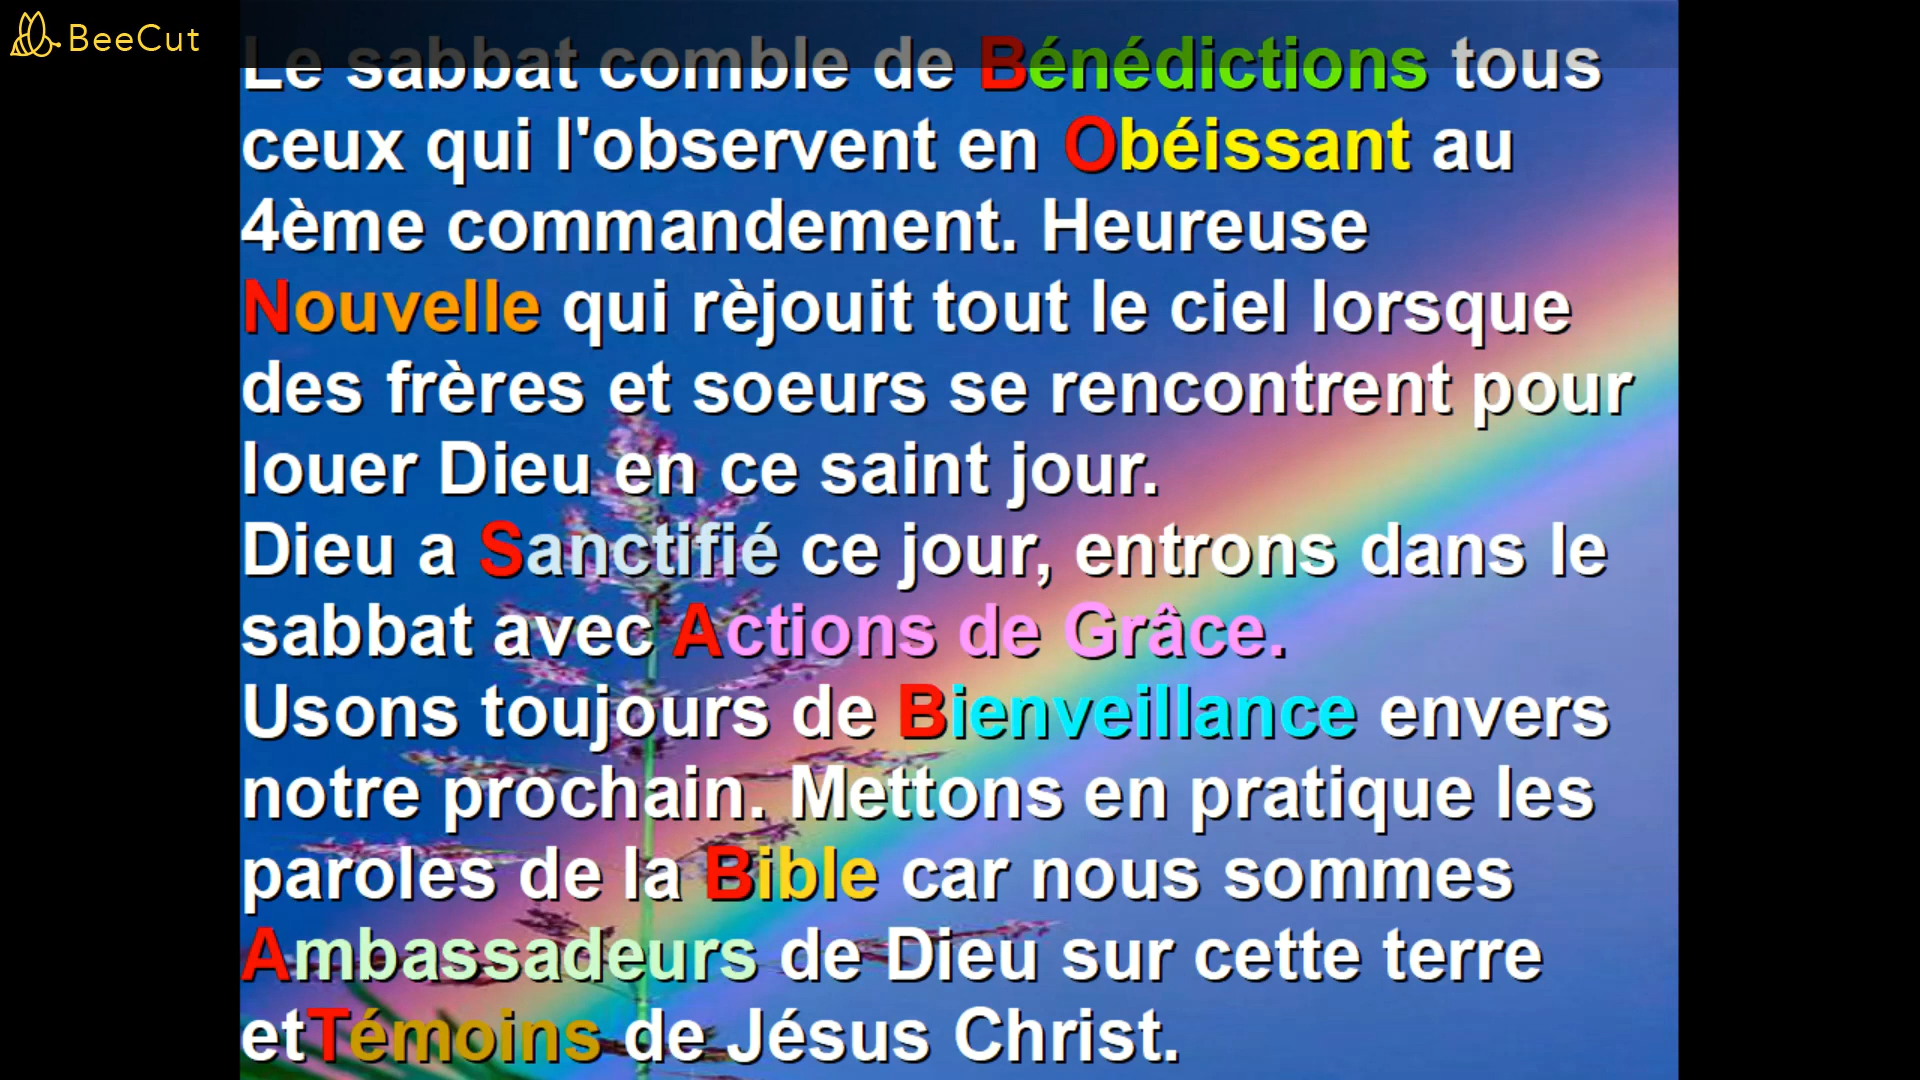 BeeCut
Le sabbat comble de Bénédictions tous
ceux qui l'observent en Obéissant au
4ème commandement. Heureuse
Nouvelle qui rèjouit tout le ciel lorsque
des frères et soeurs se rencontrent pour
louer Dieu en ce saint jour.
Dieu a Sanctifié ce jour, entrons dans le
sabbat avec Actions de Grâce.
Usons toujours de Bienveillance envers
notre prochain. Mettons en pratique les
paroles de la Bible car nous sommes
Ambassadeurs de Dieu sur cette terre
etTémoins de Jésus Christ.